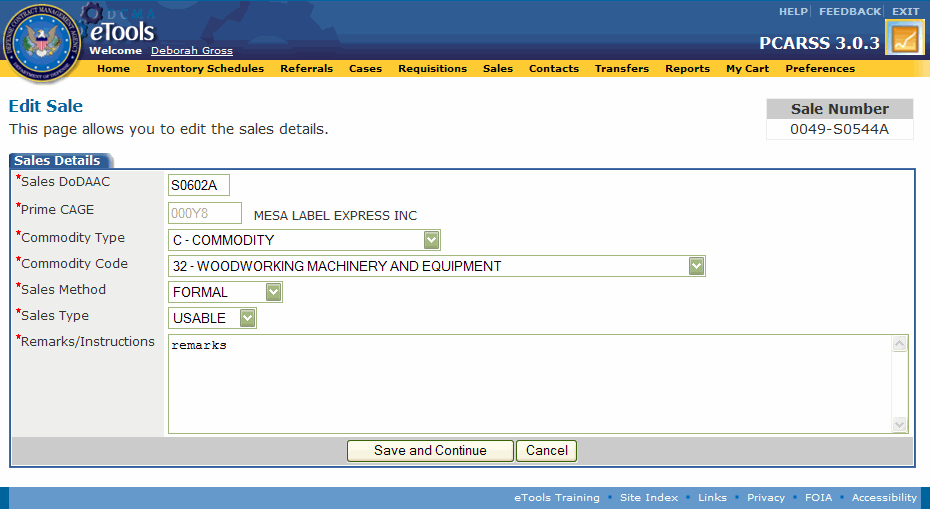 HELP FEEDBACK EXIT
DCMA
eTools
Welcome Deborah Gross
PCARSS 3.0.3
Home Inventory Schedules Referrals Cases Requisitions Sales Contacts Transfers Reports My Cart Preferences
Edit Sale
This page allows you to edit the sales details.
Sale Number
0049-S0544A
Sales Details
*Sales DoDAAC S0602A
*Prime CAGE 000Y8 MESA LABEL EXPRESS INC
*Commodity Type C - COMMODITY
*Commodity Code 32 - WOODWORKING MACHINERY AND EQUIPMENT
*Sales Method FORMAL
*Sales Type USABLE
*Remarks/Instructions remarks
Save and Continue Cancel
eTools Training • Site Index • Links • Privacy • FOIA • Accessibility